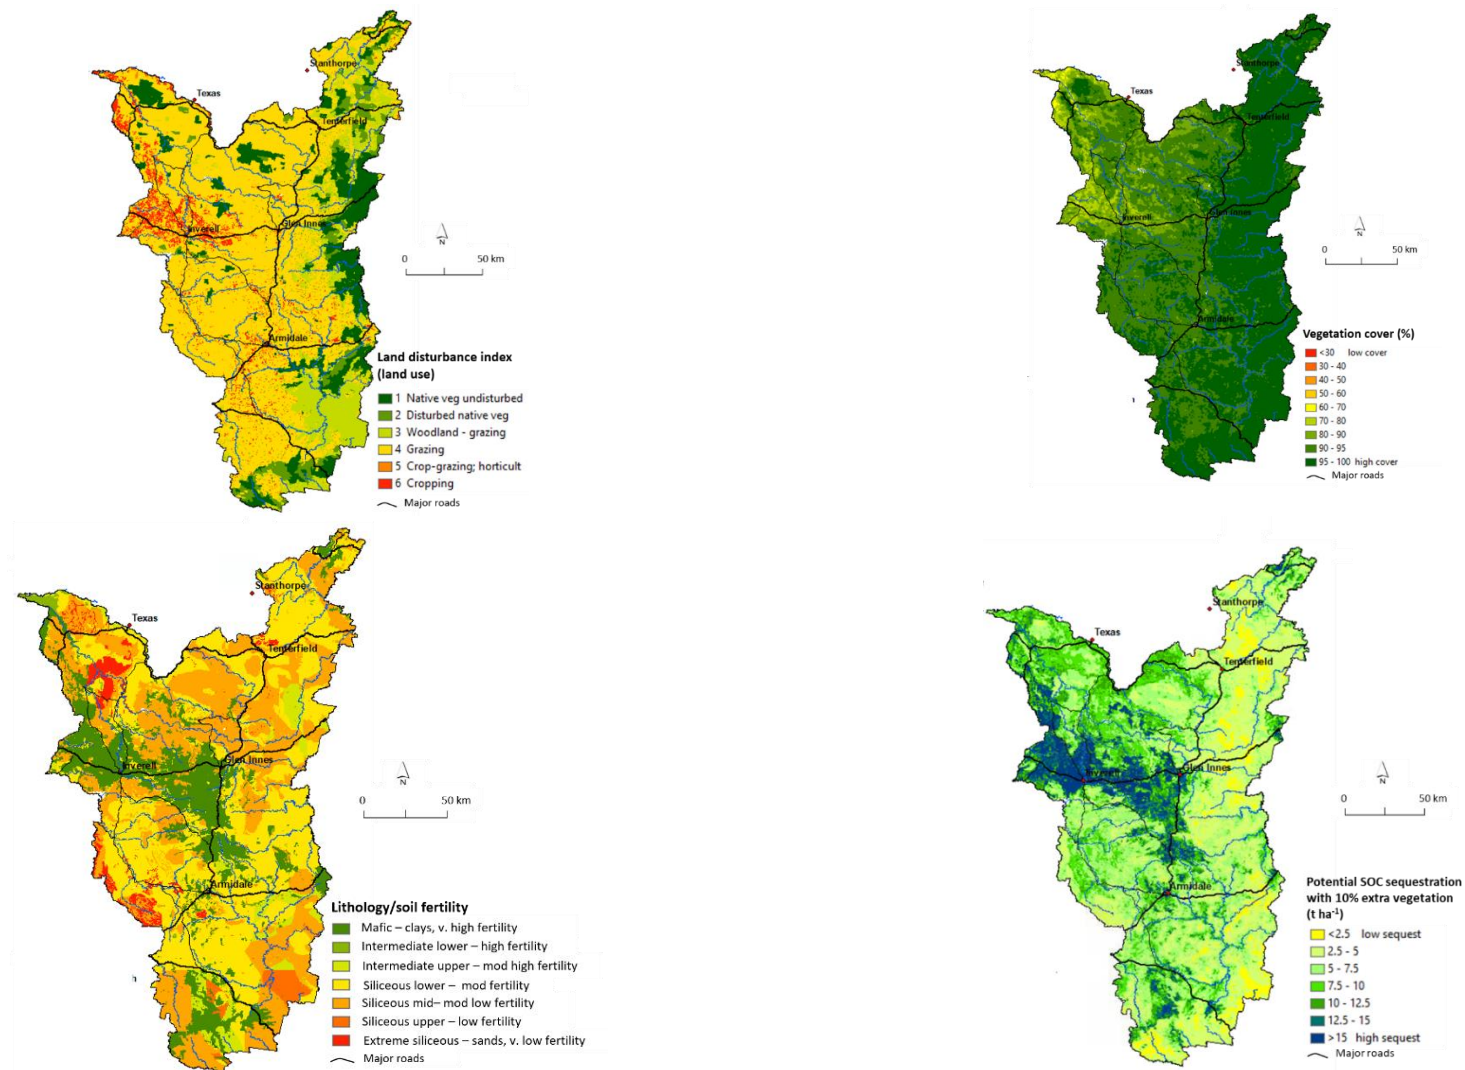 Stanthorpe
Texas
Tenterfield
Glen Innes
Inverell
N
0 50 km
Armidale
Land disturbance index
(land use)
1 Native veg undisturbed
2 Disturbed native veg
3 Woodland - grazing
4 Grazing
5 Crop-grazing; horticult
6 Cropping
Major roads
Stanthorpe
Texas
Tenterfield
Glen Innes
Inverell
N
0 50 km
Armidale
Vegetation cover (%)
<30 low cover
30 - 40
40 - 50
50 - 60
60 - 70
70 - 80
80 - 90
90 - 95
95 - 100 high cover
Major roads
Stanthorpe
Texas
Tenterfield
Glen Innes
Inverell
N
0 50 km
Armidale
Lithology/soil fertility
Mafic – clays, v. high fertility
Intermediate lower – high fertility
Intermediate upper – mod high fertility
Siliceous lower – mod fertility
Siliceous mid– mod low fertility
Siliceous upper – low fertility
Extreme siliceous – sands, v. low fertility
Major roads
Stanthorpe
Texas
Tenterfield
Glen Innes
Inverell
N
0 50 km
Armidale
Potential SOC sequestration
with 10% extra vegetation
(t ha⁻¹)
<2.5 low sequest
2.5 - 5
5 - 7.5
7.5 - 10
10 - 12.5
12.5 - 15
>15 high sequest
Major roads